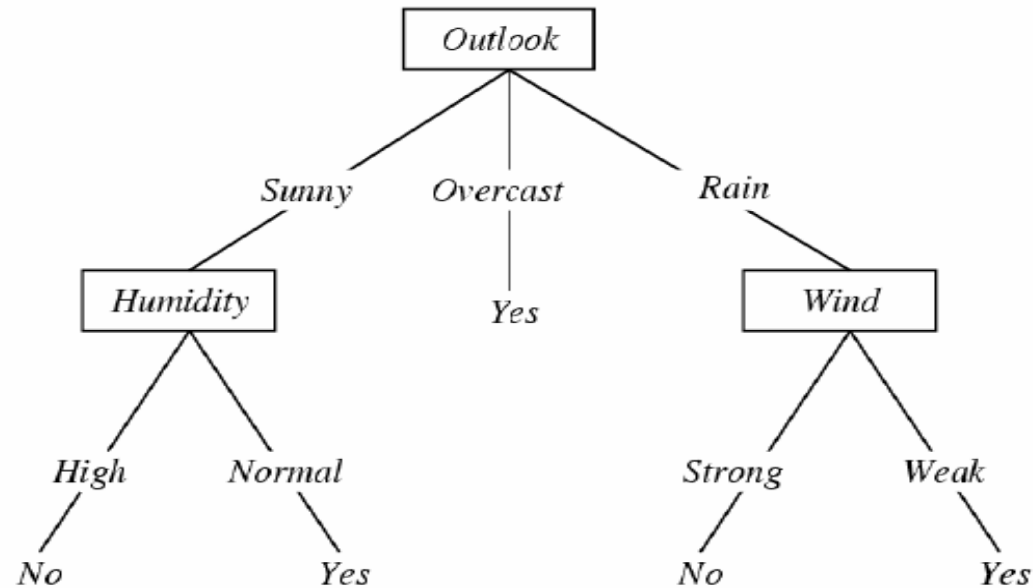 Outlook
Sunny Overcast Rain
Humidity Yes Wind
High Normal Strong Weak
No Yes No Yes